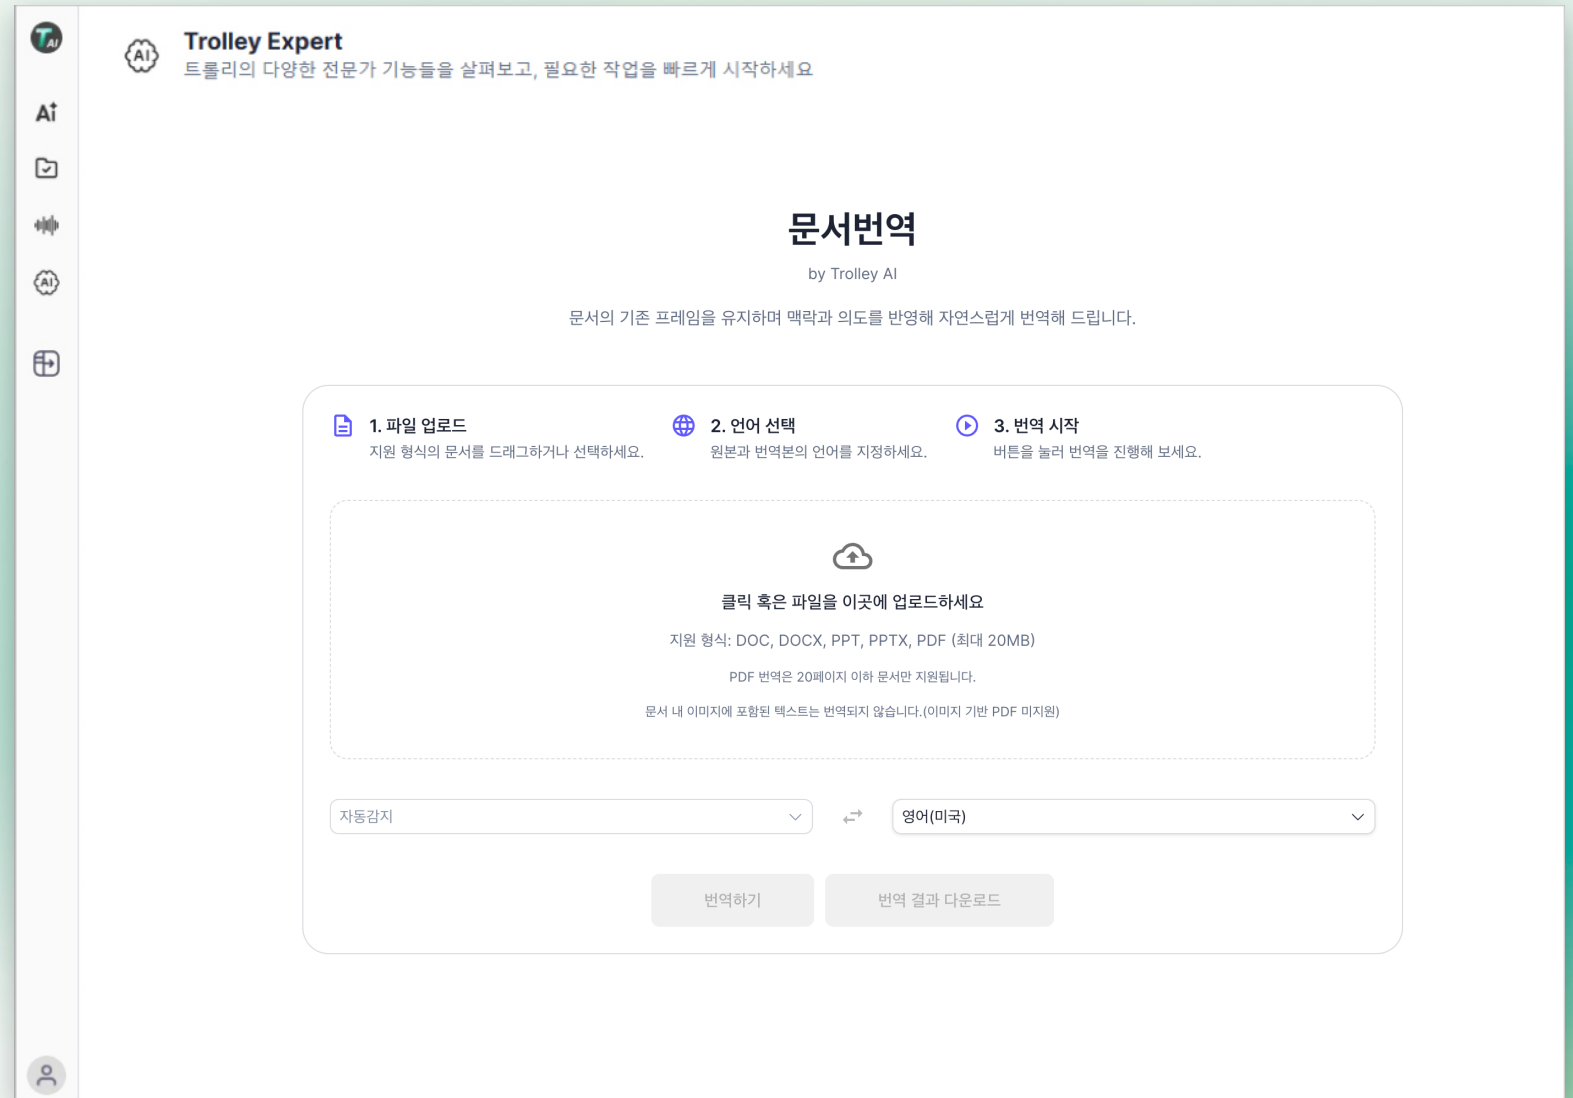 TAI
Trolley Expert
트롤리의 다양한 전문가 기능들을 살펴보고, 필요한 작업을 빠르게 시작하세요
AI
AI
AI
문서번역
by Trolley AI
문서의 기존 프레임을 유지하며 맥락과 의도를 반영해 자연스럽게 번역해 드립니다.
1. 파일 업로드
지원 형식의 문서를 드래그하거나 선택하세요.
2. 언어 선택
원본과 번역본의 언어를 지정하세요.
3. 번역 시작
버튼을 눌러 번역을 진행해 보세요.
클릭 혹은 파일을 이곳에 업로드하세요
지원 형식: DOC, DOCX, PPT, PPTX, PDF (최대 20MB)
PDF 번역은 20페이지 이하 문서만 지원됩니다.
문서 내 이미지에 포함된 텍스트는 번역되지 않습니다.(이미지 기반 PDF 미지원)
자동감지
영어(미국)
번역하기
번역 결과 다운로드